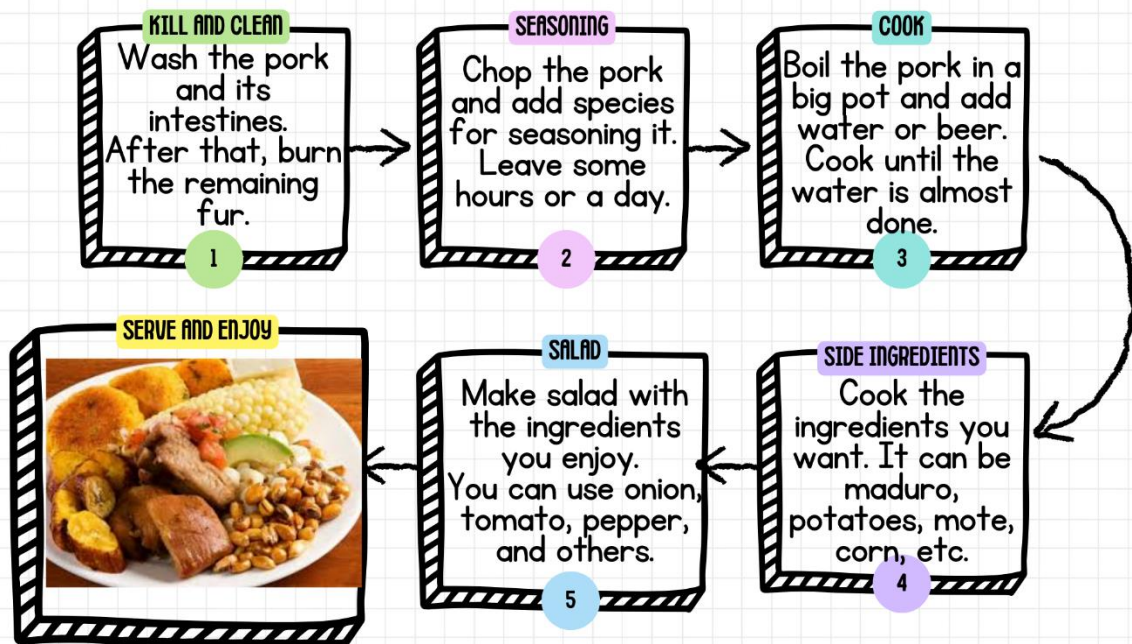 KILL AND CLEAN
Wash the pork
and its
intestines.
After that, burn
the remaining
fur.
1
SEASONING
Chop the pork
and add species
for seasoning it.
Leave some
hours or a day.
2
COOK
Boil the pork in a
big pot and add
water or beer.
Cook until the
water is almost
done.
3
SIDE INGREDIENTS
Cook the
ingredients you
want. It can be
maduro,
potatoes, mote,
corn, etc.
4
SALAD
Make salad with
the ingredients
you enjoy.
You can use onion,
tomato, pepper,
and others.
5
SERVE AND ENJOY